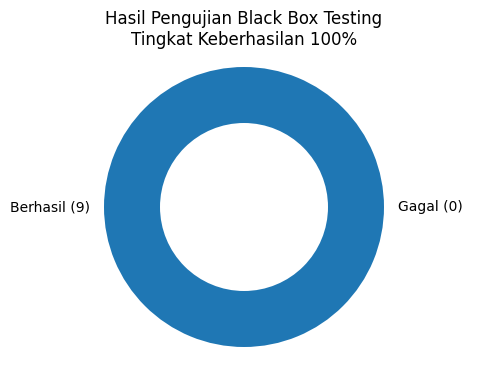 Hasil Pengujian Black Box Testing
Tingkat Keberhasilan 100%
Berhasil (9)
Gagal (0)